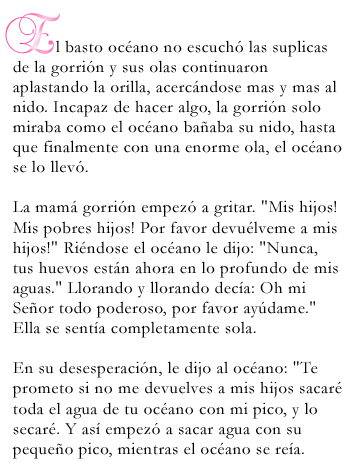 El basto océano no escuchó las suplicas
de la gorrión y sus olas continuaron
aplastando la orilla, acercándose mas y mas al
nido. Incapaz de hacer algo, la gorrión solo
miraba como el océano bañaba su nido, hasta
que finalmente con una enorme ola, el océano
se lo llevó.

La mamá gorrión empezó a gritar. "Mis hijos!
Mis pobres hijos! Por favor devuélveme a mis
hijos!" Riéndose el océano le dijo: "Nunca,
tus huevos están ahora en lo profundo de mis
aguas." Llorando y llorando decía: Oh mi
Señor todo poderoso, por favor ayúdame."
Ella se sentía completamente sola.

En su desesperación, le dijo al océano: "Te
prometo si no me devuelves a mis hijos sacaré
toda el agua de tu océano con mi pico, y lo
secaré. Y así empezó a sacar agua con su
pequeño pico, mientras el océano se reía.